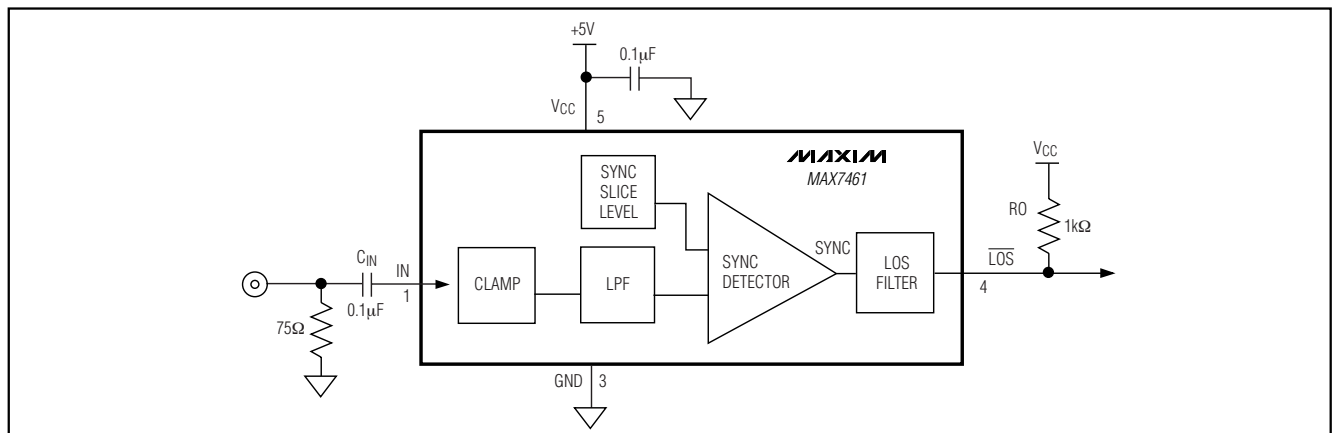 +5V
0.1µF
VCC
5
MAXIM
MAX7461
VCC
RO
1kΩ
SYNC
SLICE
LEVEL
SYNC
DETECTOR
SYNC
LOS
FILTER
LOS
4
CIN
IN
1
0.1µF
75Ω
CLAMP
LPF
GND
3